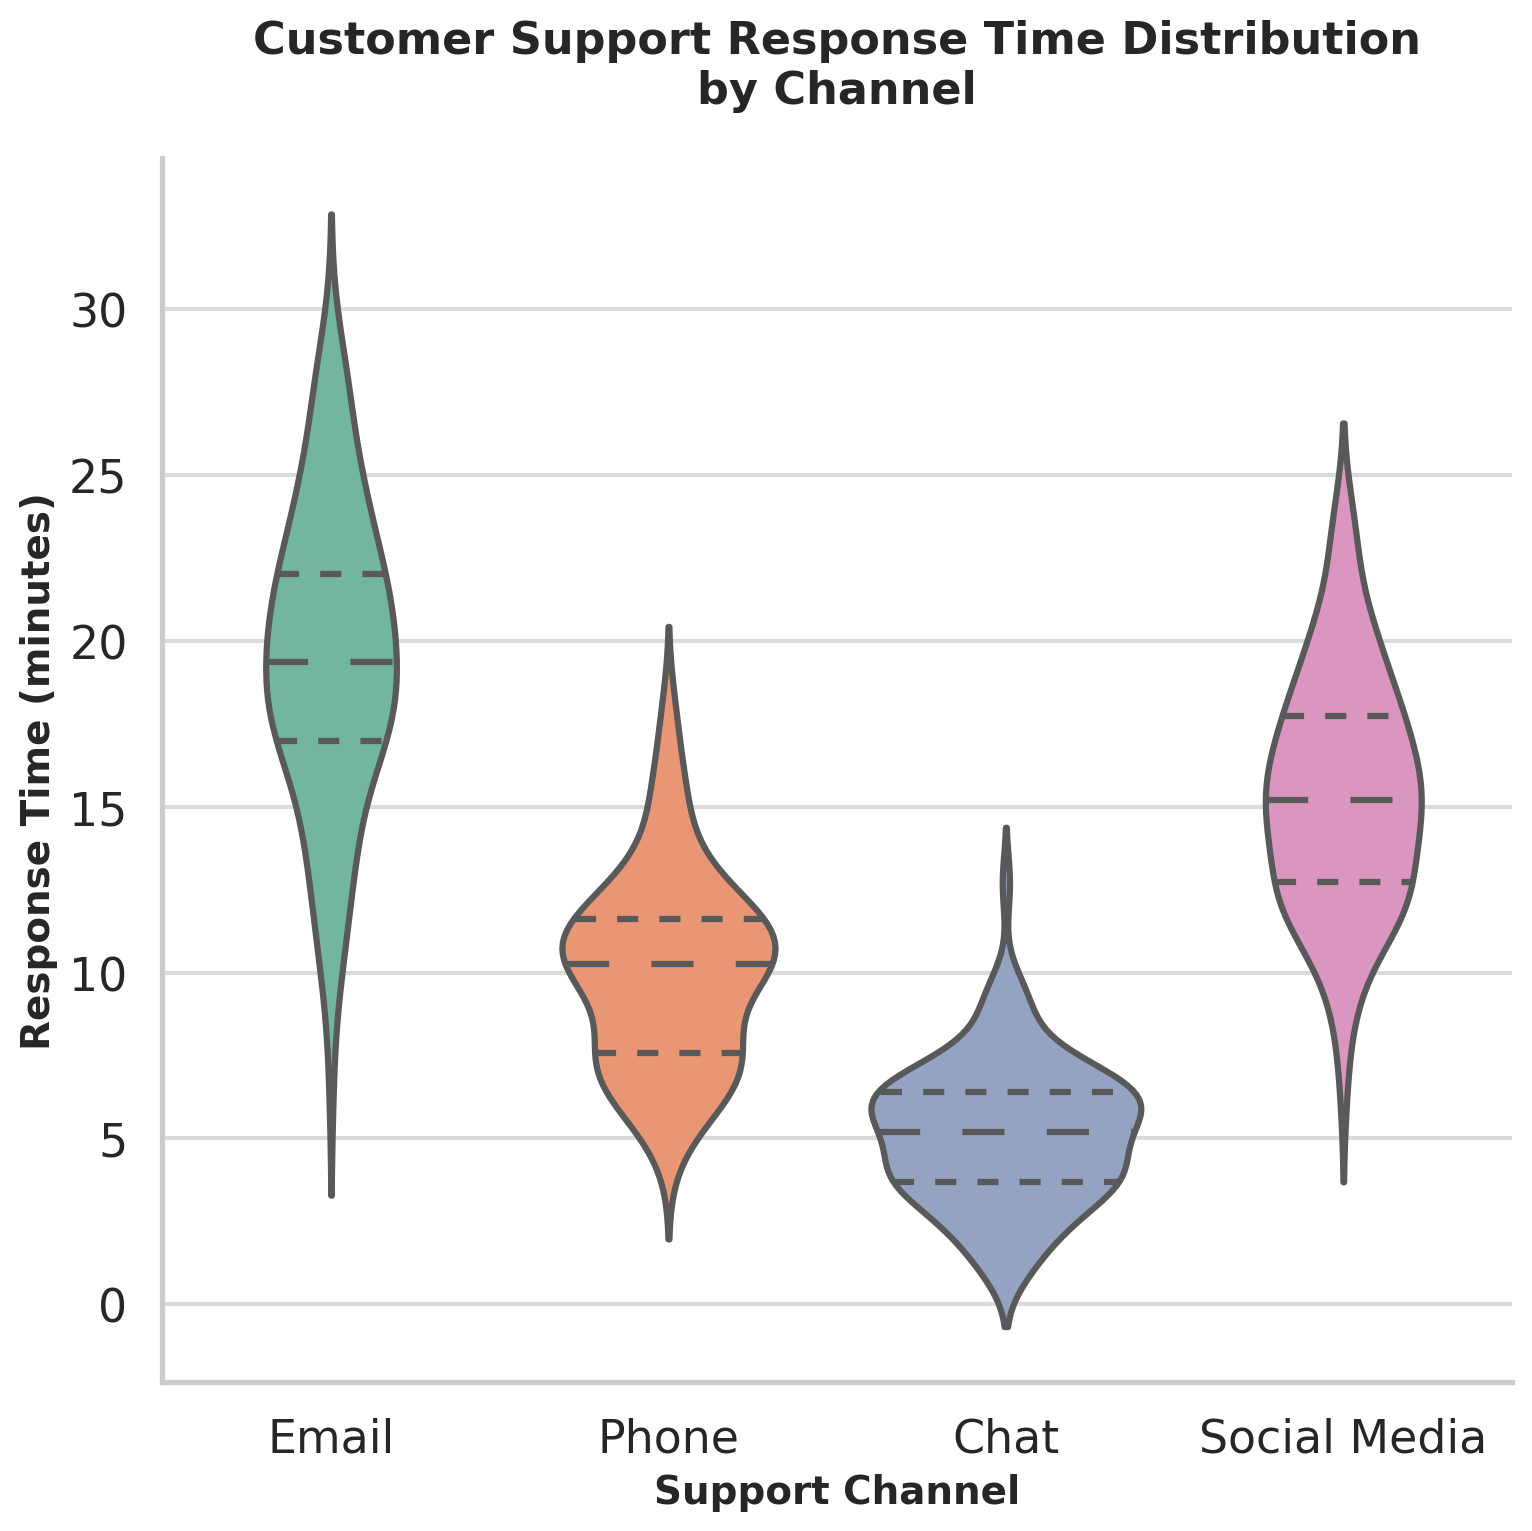 Customer Support Response Time Distribution
by Channel
Response Time (minutes)
30
25
20
15
10
5
0
Email
Phone
Chat
Social Media
Support Channel